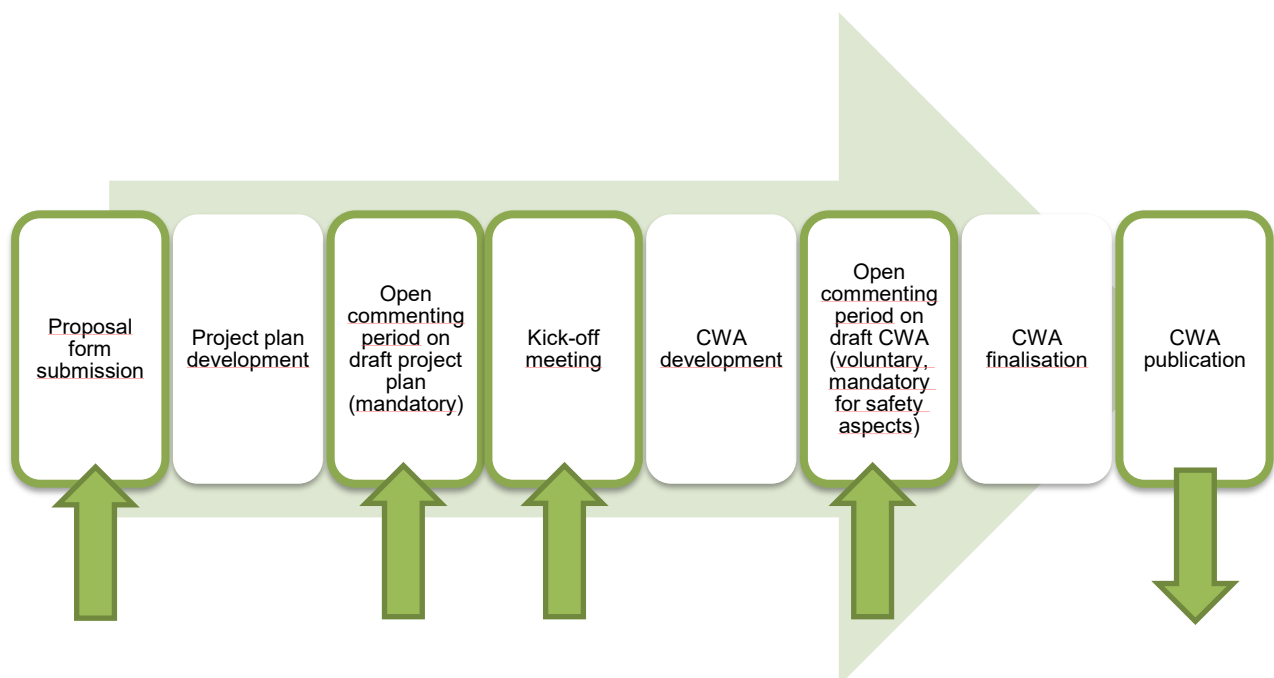 Proposal
form
submission
Project plan
development
Open
commenting
period on
draft project
plan
(mandatory)
Kick-off
meeting
CWA
development
Open
commenting
period on
draft CWA
(voluntary,
mandatory
for safety
aspects)
CWA
finalisation
CWA
publication